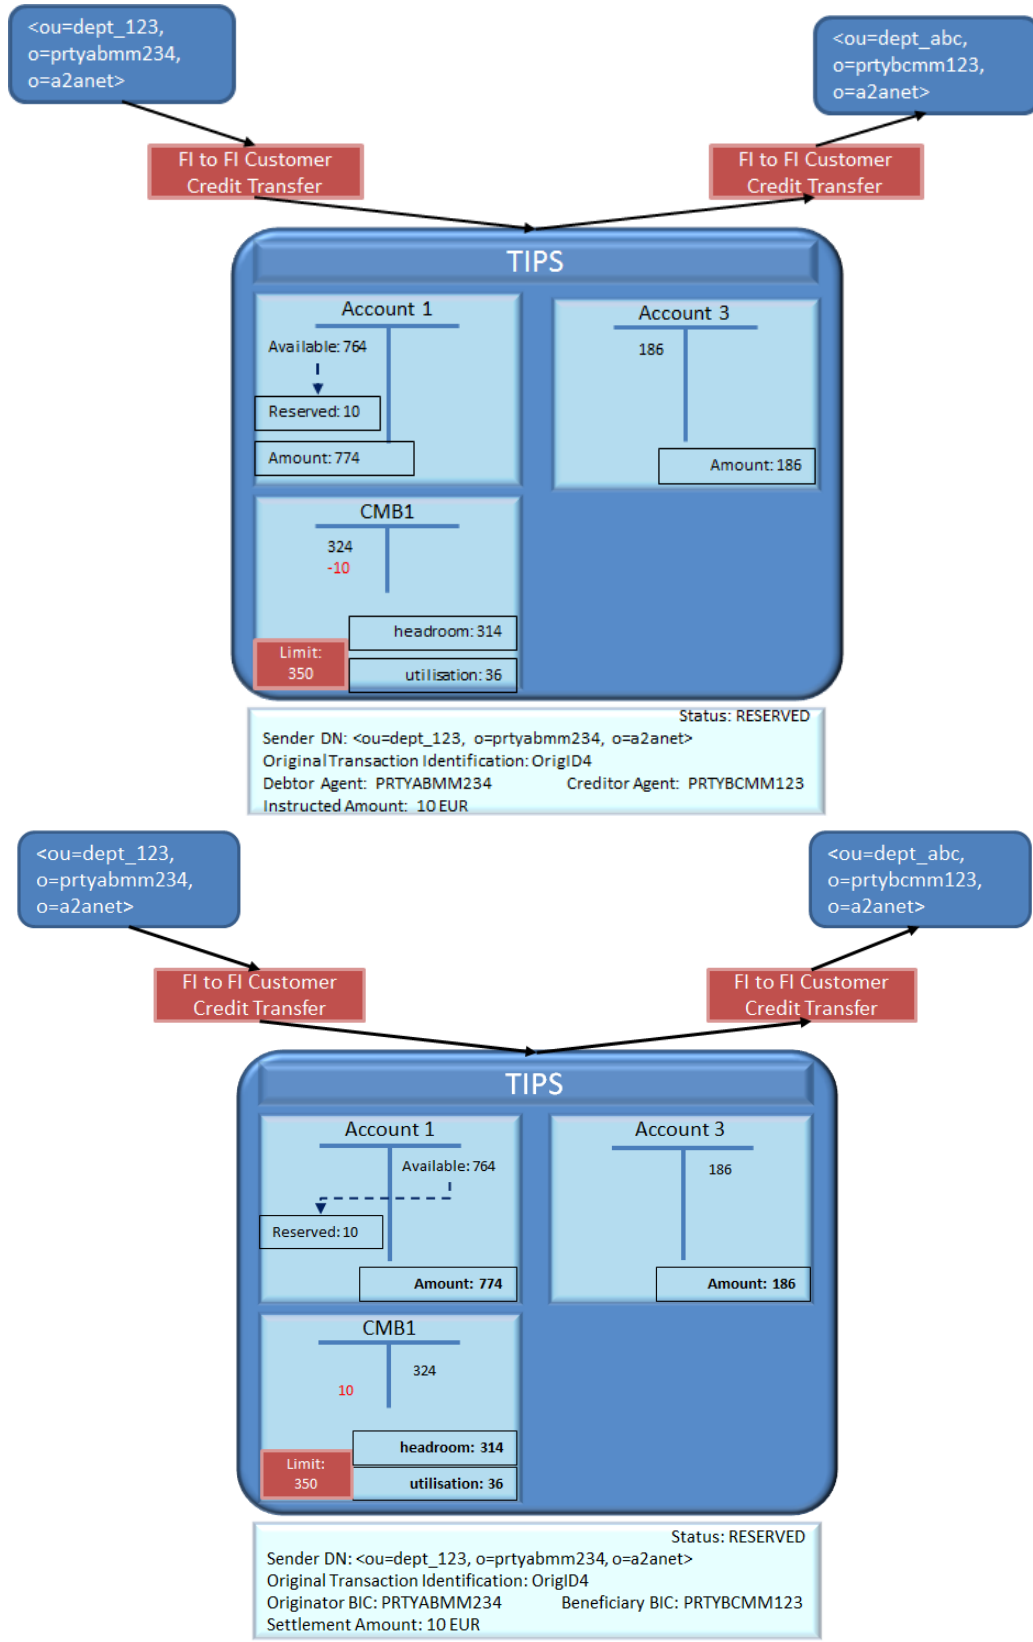 <ou=dept_123,
o=prtyabmm234,
o=a2anet>
<ou=dept_abc,
o=prtybcmm123,
o=a2anet>
FI to FI Customer
Credit Transfer
FI to FI Customer
Credit Transfer
TIPS
Account 1
Available: 764
Reserved: 10
Amount: 774
Account 3
186
Amount: 186
CMB1
324
-10
headroom: 314
Limit:
350
utilisation: 36
Status: RESERVED
Sender DN: <ou=dept_123, o=prtyabmm234, o=a2anet>
Original Transaction Identification: OrigID4
Debtor Agent: PRTYABMM234 Creditor Agent: PRTYBCMM123
Instructed Amount: 10 EUR
<ou=dept_123,
o=prtyabmm234,
o=a2anet>
<ou=dept_abc,
o=prtybcmm123,
o=a2anet>
FI to FI Customer
Credit Transfer
FI to FI Customer
Credit Transfer
TIPS
Account 1
Available: 764
Reserved: 10
Amount: 774
Account 3
186
Amount: 186
CMB1
324
10
headroom: 314
Limit:
350
utilisation: 36
Status: RESERVED
Sender DN: <ou=dept_123, o=prtyabmm234, o=a2anet>
Original Transaction Identification: OrigID4
Originator BIC: PRTYABMM234 Beneficiary BIC: PRTYBCMM123
Settlement Amount: 10 EUR